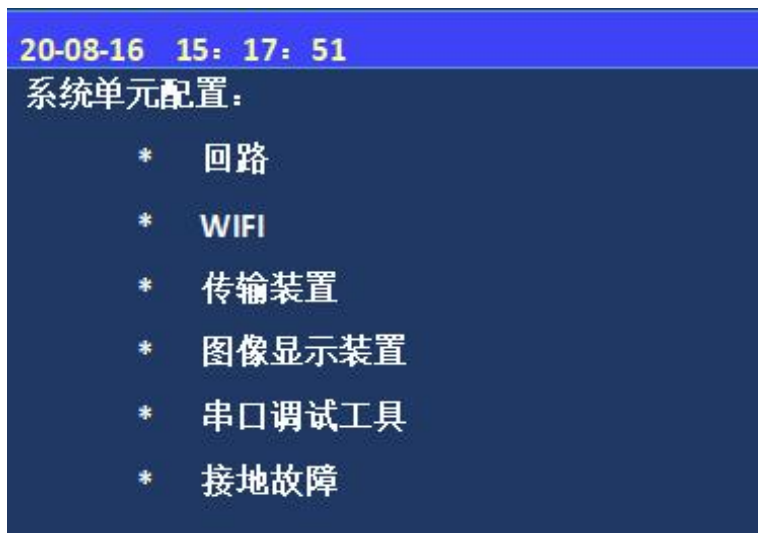 20-08-16 15：17：51
系统单元配置：
* 回路
* WIFI
* 传输装置
* 图像显示装置
* 串口调试工具
* 接地故障